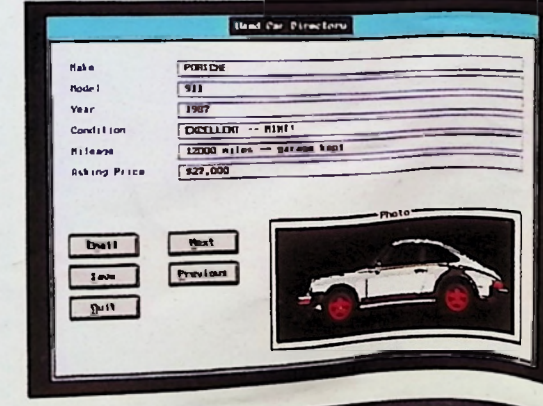 Used Car Directory
Make PORSCHE
Model 911
Year 1987
Condition EXCELLENT -- MINT!
Mileage 12000 miles -- garage kept
Asking Price $27,000
Photo
Email Next
Save Previous
Quit